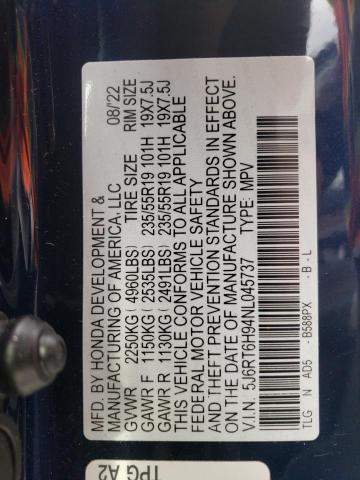 MFD. BY HONDA DEVELOPMENT & 08/22
MANUFACTURING OF AMERICA, LLC
GVWR 2250KG (4960LBS) TIRE SIZE RIM SIZE
GAWR F 1150KG (2535LBS) 235/55R19 101H 19X7.5J
GAWR R 1130KG (2491LBS) 235/55R19 101H 19X7.5J
THIS VEHICLE CONFORMS TO ALL APPLICABLE
FEDERAL MOTOR VEHICLE SAFETY
AND THEFT PREVENTION STANDARDS IN EFFECT
ON THE DATE OF MANUFACTURE SHOWN ABOVE.
V.I.N. 5J6RT6H94NL045737 TYPE: MPV
TLG N AD5 -B588PX -B-L
TPG A2